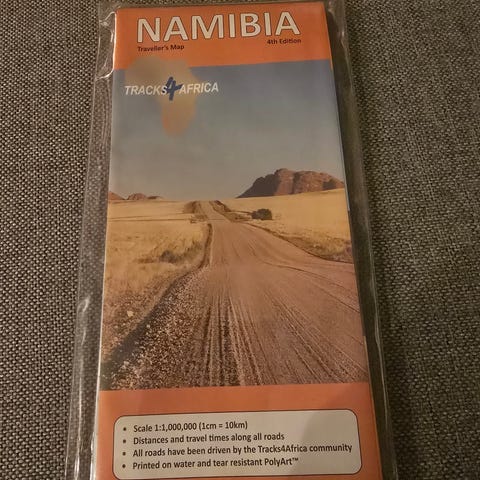 NAMIBIA
Traveller's Map
4th Edition
TRACKS4AFRICA
• Scale 1:1,000,000 (1cm = 10km)
• Distances and travel times along all roads
• All roads have been driven by the Tracks4Africa community
• Printed on water and tear resistant PolyArt™